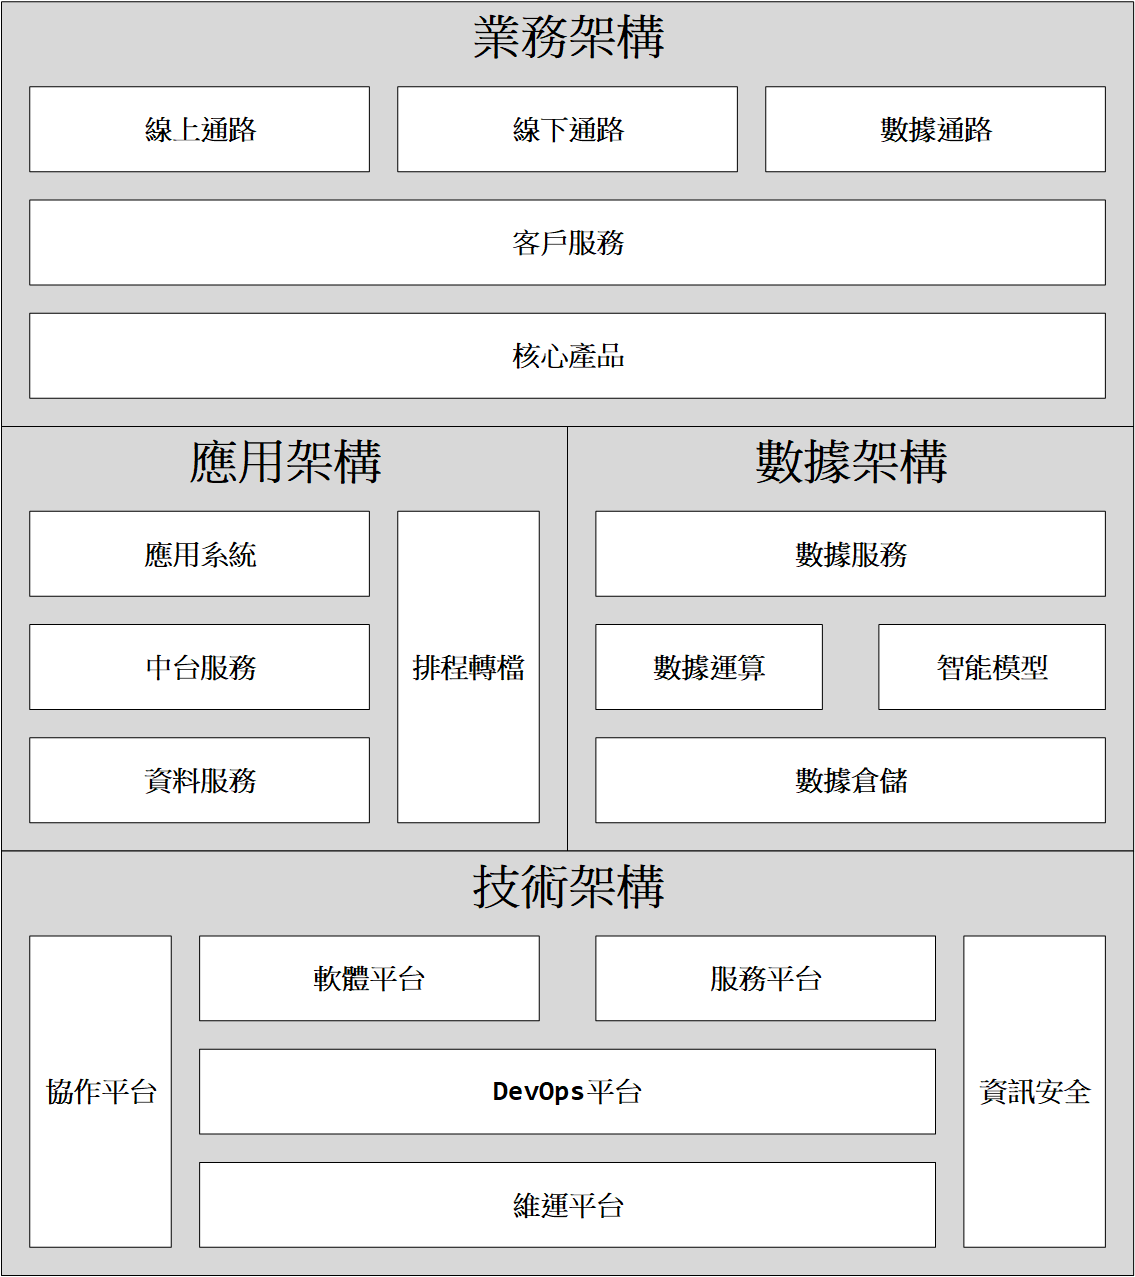 業務架構
線上通路
線下通路
數據通路
客戶服務
核心產品
應用架構
應用系統
中台服務
資料服務
排程轉檔
數據架構
數據服務
數據運算
智能模型
數據倉儲
技術架構
協作平台
軟體平台
服務平台
DevOps平台
維運平台
資訊安全